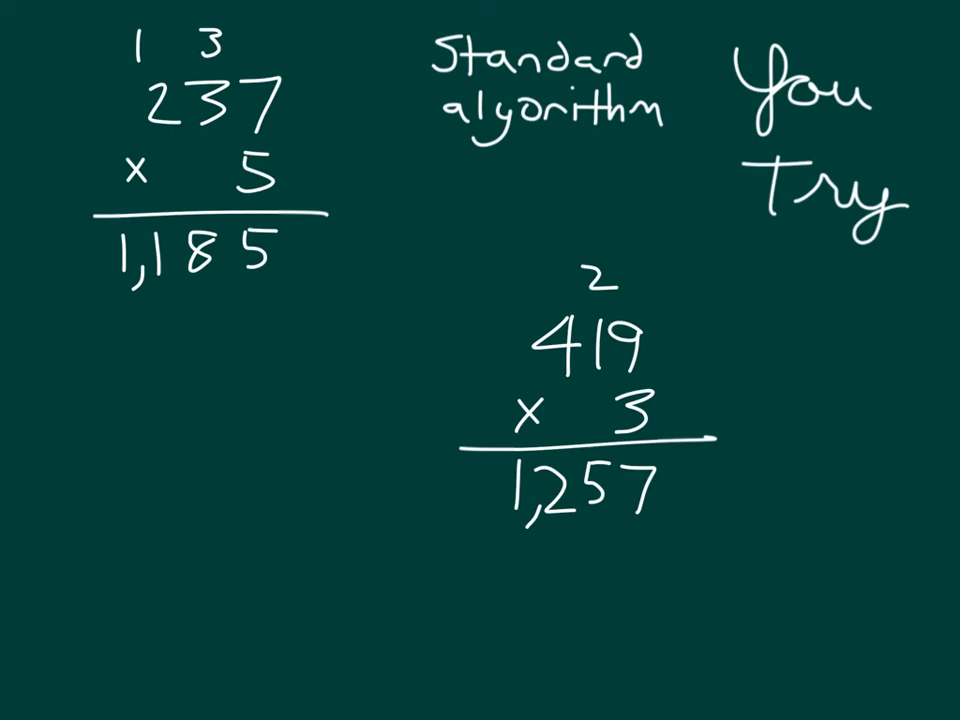 1 3
237
x 5
1,185
Standard
algorithm
You
Try
2
419
x 3
1,257